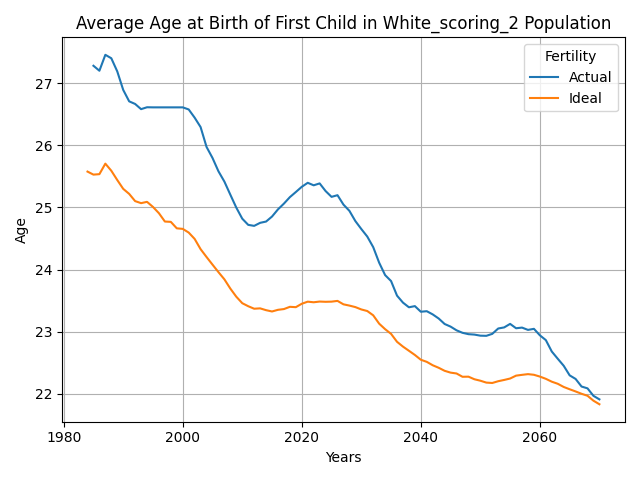 Average Age at Birth of First Child in White_scoring_2 Population
Fertility
Actual
Ideal
Age
27
26
25
24
23
22
1980
2000
2020
2040
2060
Years